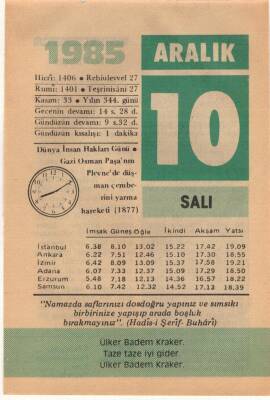 1985
ARALIK
10
SALI
Hicrî: 1406 • Rebiulevvel 27
Rumî: 1401 • Teşrinisâni 27
Kasım: 33 • Yılın 344. günü
Gecenin devamı: 14 s. 28 d.
Gündüzün devamı: 9 s. 32 d.
Gündüzün kısalışı: 1 dakika
Dünya İnsan Hakları Günü •
Gazi Osman Paşa'nın
Plevne'de düş-
man çembe-
rini yarma
hareketi (1877)
İmsak Güneş Öğle İkindi Akşam Yatsı
İstanbul 6.38 8.10 13.02 15.22 17.42 19.09
Ankara 6.22 7.51 12.46 15.10 17.30 18.55
İzmir 6.42 8.09 13.09 15.37 17.58 19.21
Adana 6.07 7.33 12.37 15.09 17.29 18.50
Erzurum 5.48 7.18 12.13 14.36 16.57 18.22
Samsun 6.10 7.42 12.32 14.52 17.13 18.39
"Namazda saflarınızı dosdoğru yapınız ve sımsıkı
birbirinize yapışıp arada boşluk
bırakmayınız". (Hadîs-i Şerîf- Buhârî)
Ülker Badem Kraker.
Taze taze iyi gider
Ülker Badem Kraker.